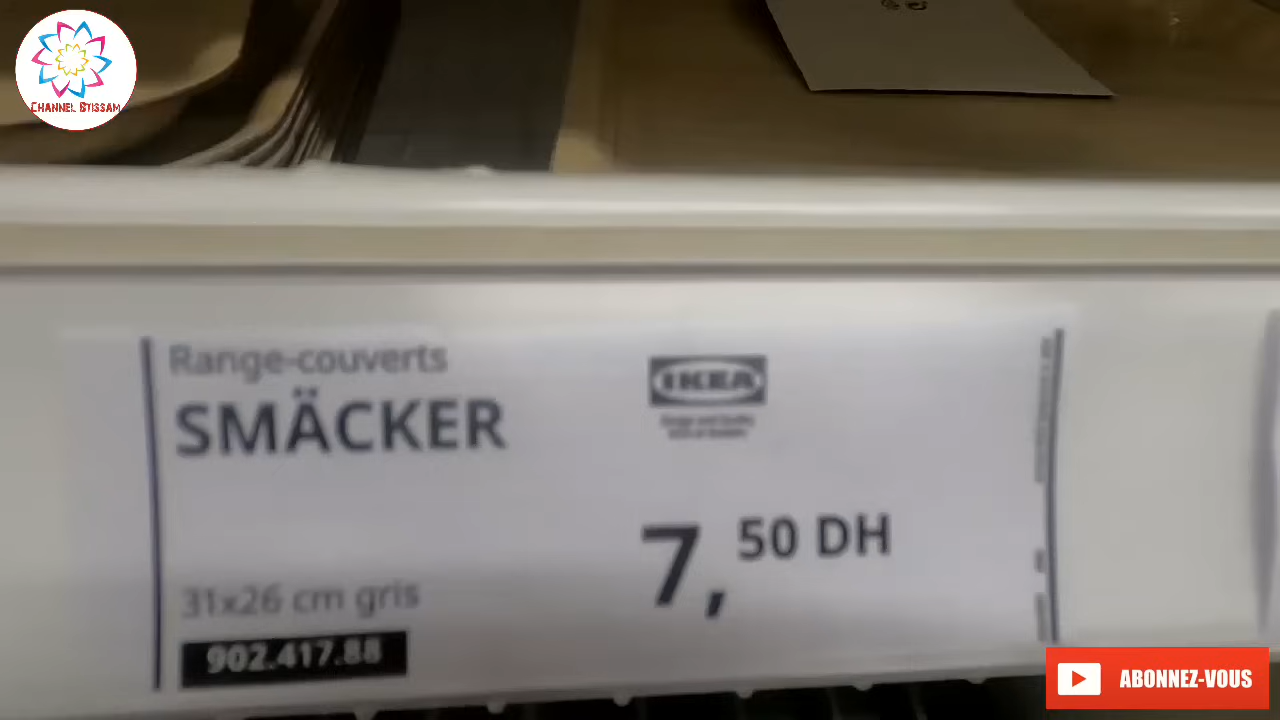 CHANNEL BTISSAM
Range-couverts
SMÄCKER
IKEA
7,50 DH
31x26 cm gris
902.417.88
ABONNEZ-VOUS